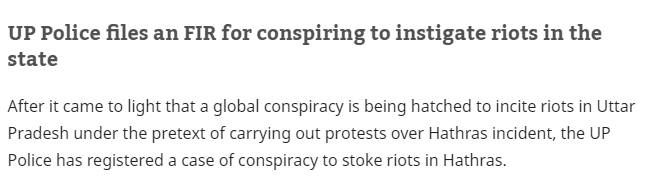 UP Police files an FIR for conspiring to instigate riots in the
state
After it came to light that a global conspiracy is being hatched to incite riots in Uttar
Pradesh under the pretext of carrying out protests over Hathras incident, the UP
Police has registered a case of conspiracy to stoke riots in Hathras.